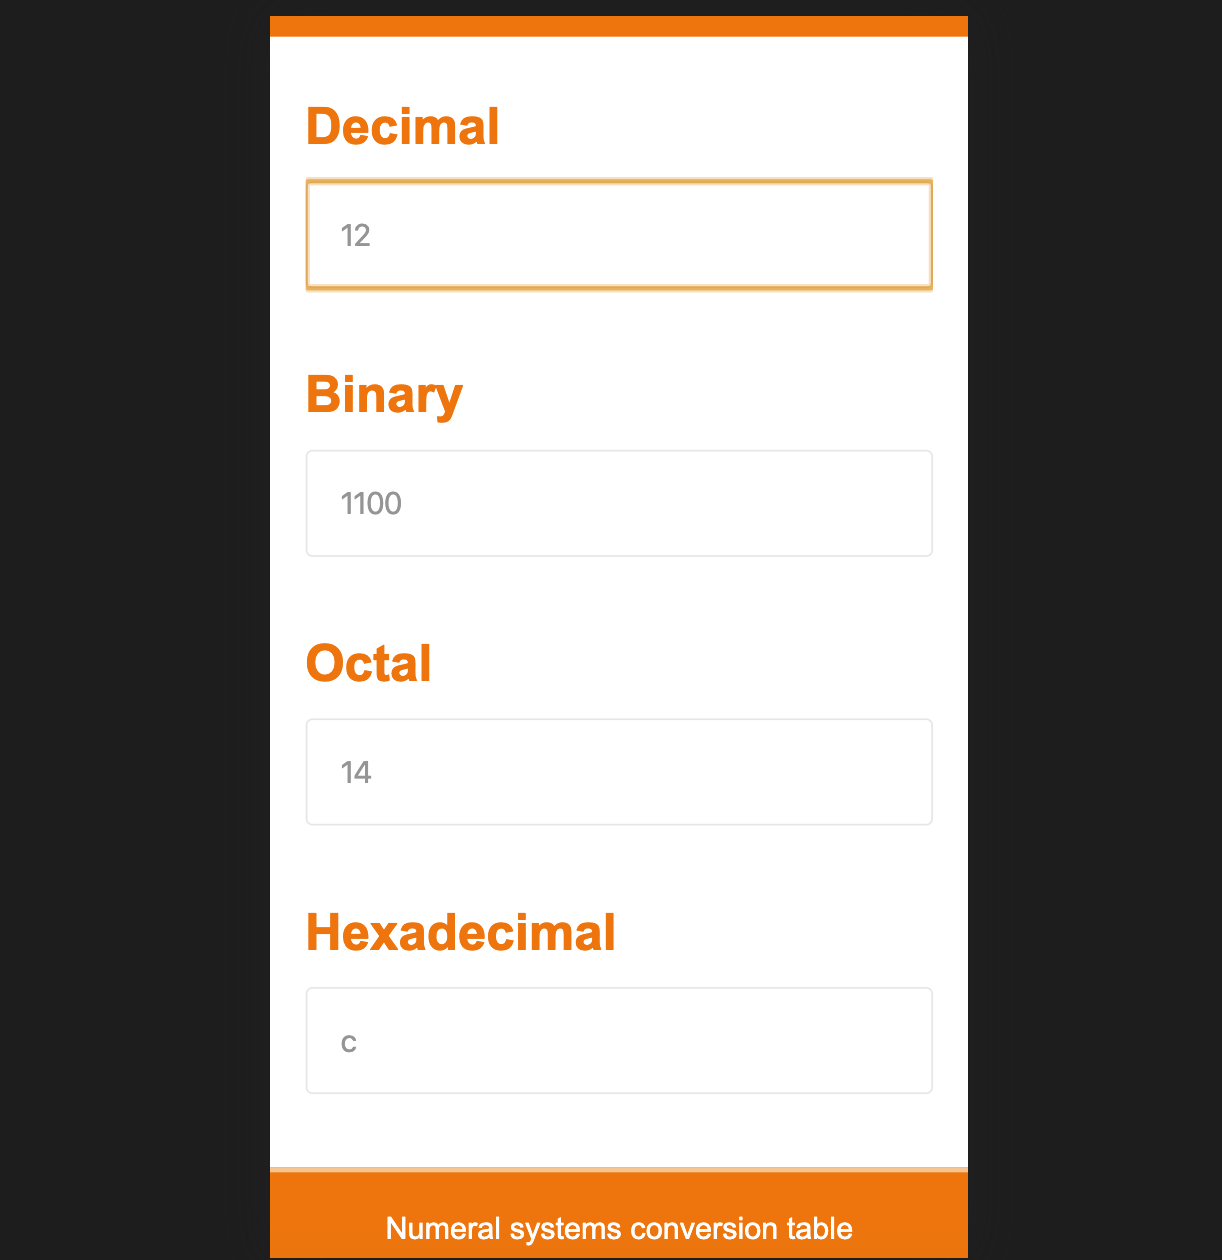 Decimal
12
Binary
1100
Octal
14
Hexadecimal
c
Numeral systems conversion table